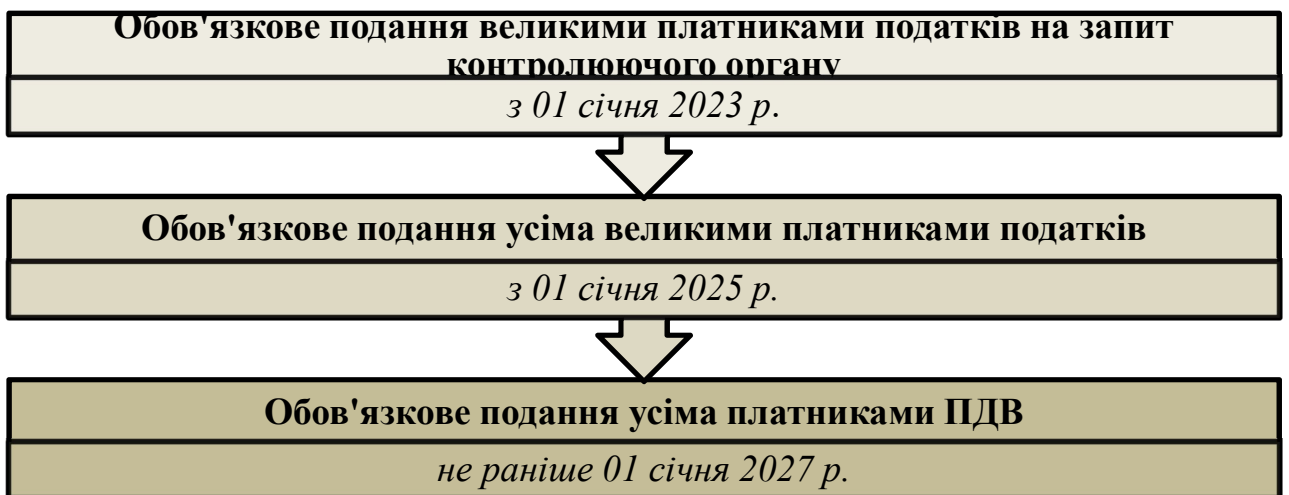 Обов'язкове подання великими платниками податків на запит
контролюючого органу
з 01 січня 2023 р.
Обов'язкове подання усіма великими платниками податків
з 01 січня 2025 р.
Обов'язкове подання усіма платниками ПДВ
не раніше 01 січня 2027 р.